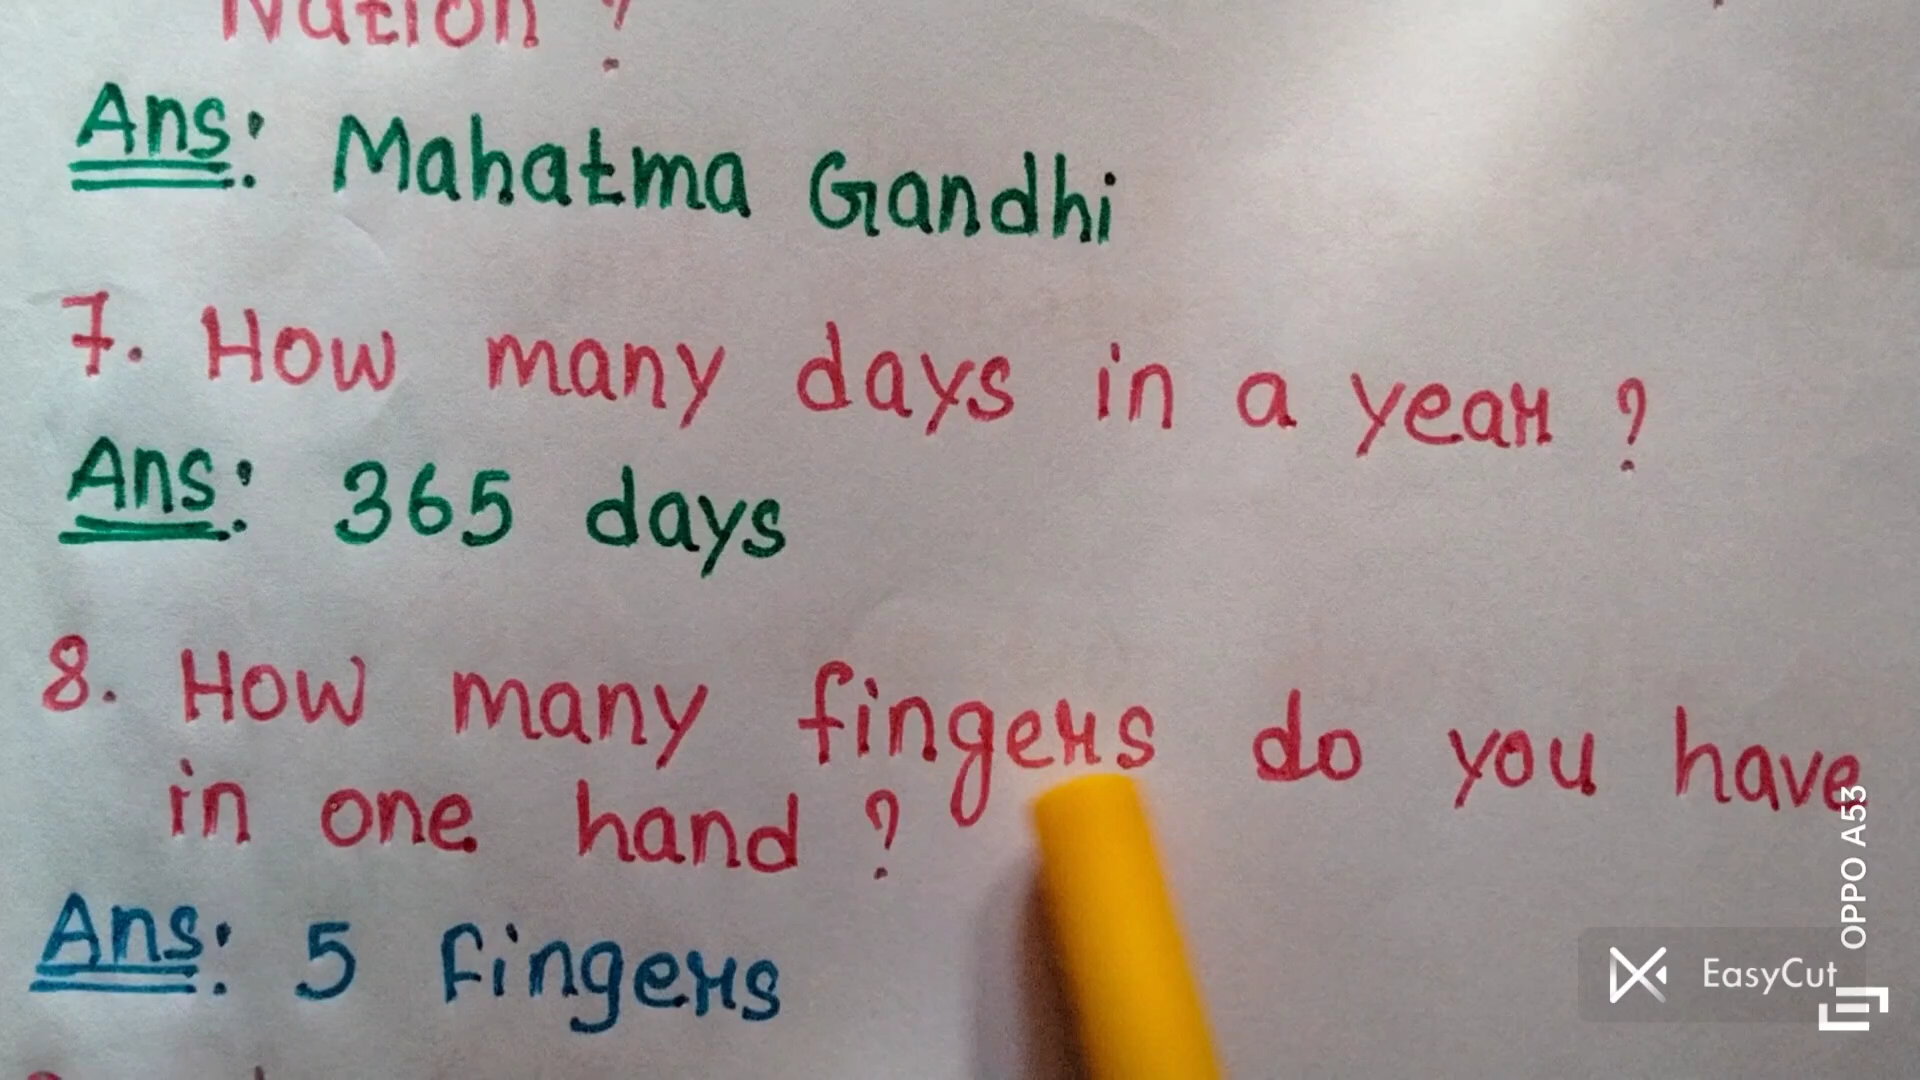 Nation ?
Ans: Mahatma Gandhi
7. How many days in a year ?
Ans: 365 days
8. How many fingers do you have
in one hand ?
Ans: 5 fingers
OPPO A53
EasyCut